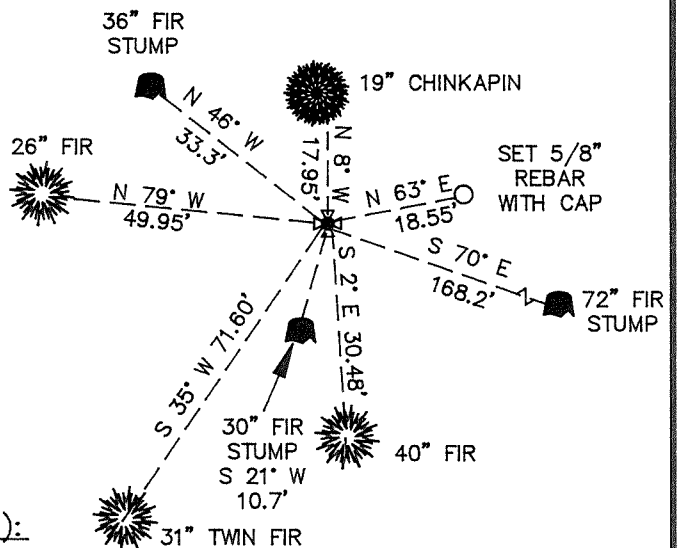 36" FIR
STUMP
19" CHINKAPIN
26" FIR
N 46° W
33.3'
N 8° W
17.95'
SET 5/8"
REBAR
WITH CAP
N 79° W
49.95'
N 63° E
18.55'
S 70° E
168.2'
72" FIR
STUMP
S 2° E 30.48'
S 35° W 71.60'
30" FIR
STUMP
S 21° W
10.7'
40" FIR
31" TWIN FIR
):